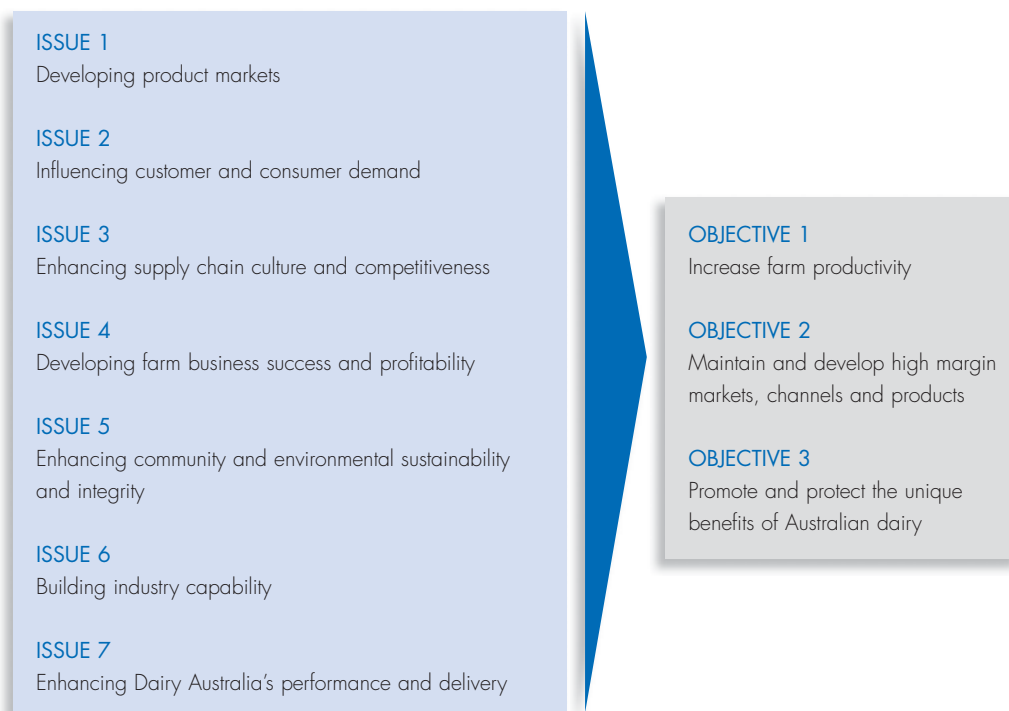 ISSUE 1
Developing product markets
ISSUE 2
Influencing customer and consumer demand
ISSUE 3
Enhancing supply chain culture and competitiveness
ISSUE 4
Developing farm business success and profitability
ISSUE 5
Enhancing community and environmental sustainability
and integrity
ISSUE 6
Building industry capability
ISSUE 7
Enhancing Dairy Australia's performance and delivery
OBJECTIVE 1
Increase farm productivity
OBJECTIVE 2
Maintain and develop high margin
markets, channels and products
OBJECTIVE 3
Promote and protect the unique
benefits of Australian dairy